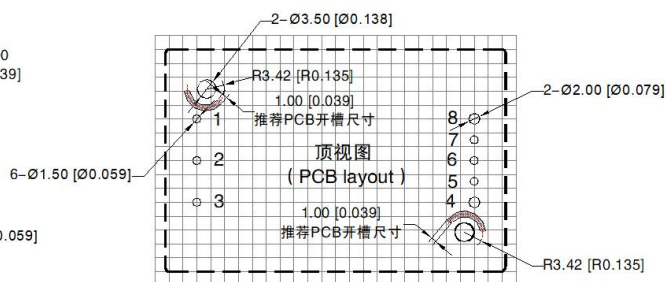 2-Ø3.50 [Ø0.138]
39]
R3.42 [R0.135]
2-Ø2.00 [Ø0.079]
1.00 [0.039]
推荐PCB开槽尺寸
1
8
7
顶视图
2
6
6-Ø1.50 [Ø0.059]
(PCB layout)
5
3
4
1.00 [0.039]
推荐PCB开槽尺寸
0.059]
R3.42 [R0.135]